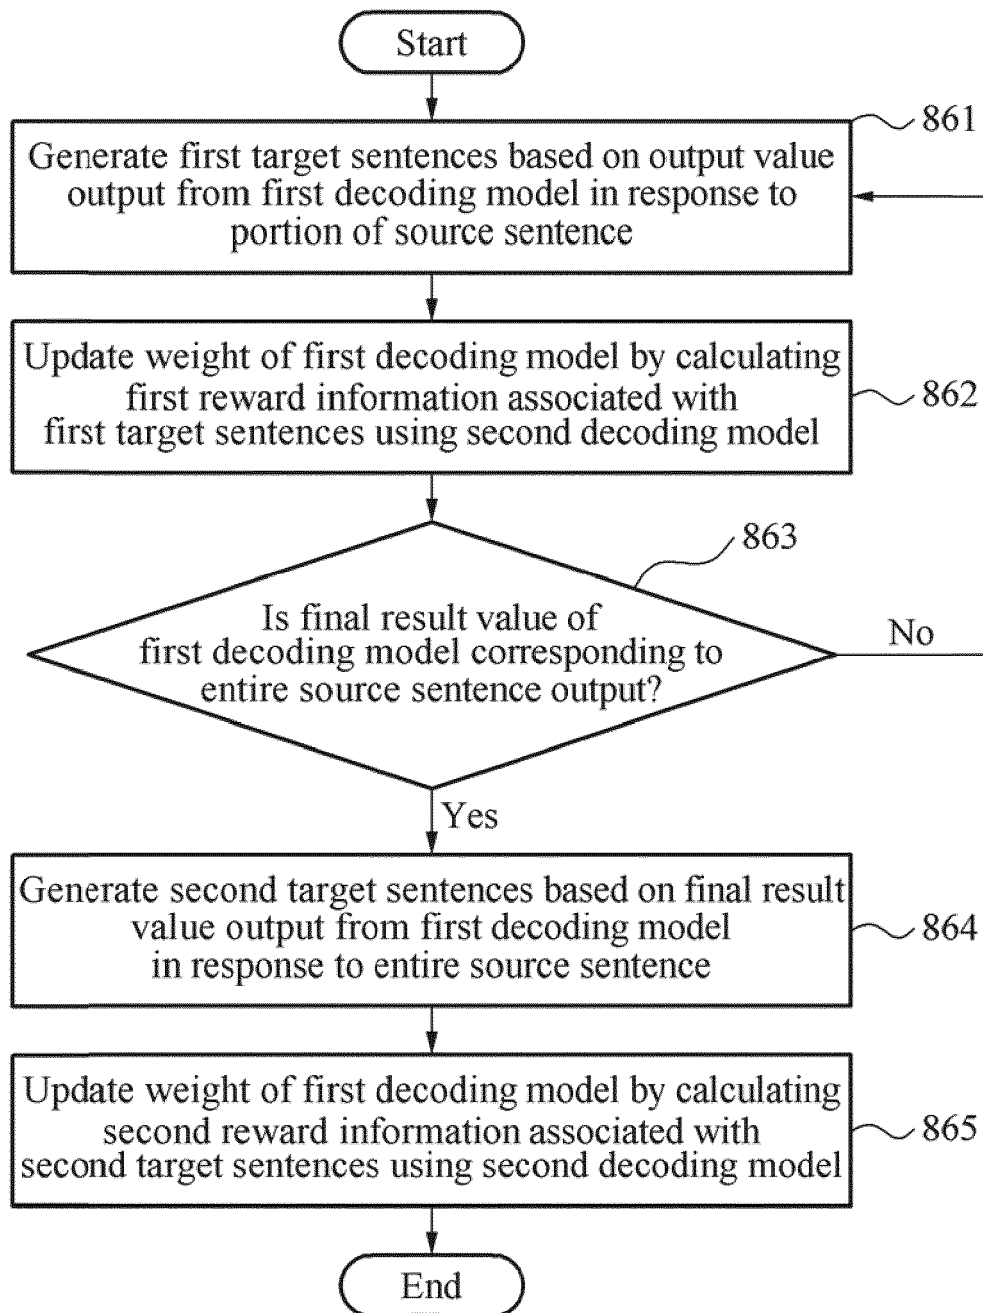 Start
861
Generate first target sentences based on output value
output from first decoding model in response to
portion of source sentence
Update weight of first decoding model by calculating
first reward information associated with
first target sentences using second decoding model
862
863
Is final result value of
first decoding model corresponding to
entire source sentence output?
No
Yes
Generate second target sentences based on final result
value output from first decoding model
in response to entire source sentence
864
Update weight of first decoding model by calculating
second reward information associated with
second target sentences using second decoding model
865
End